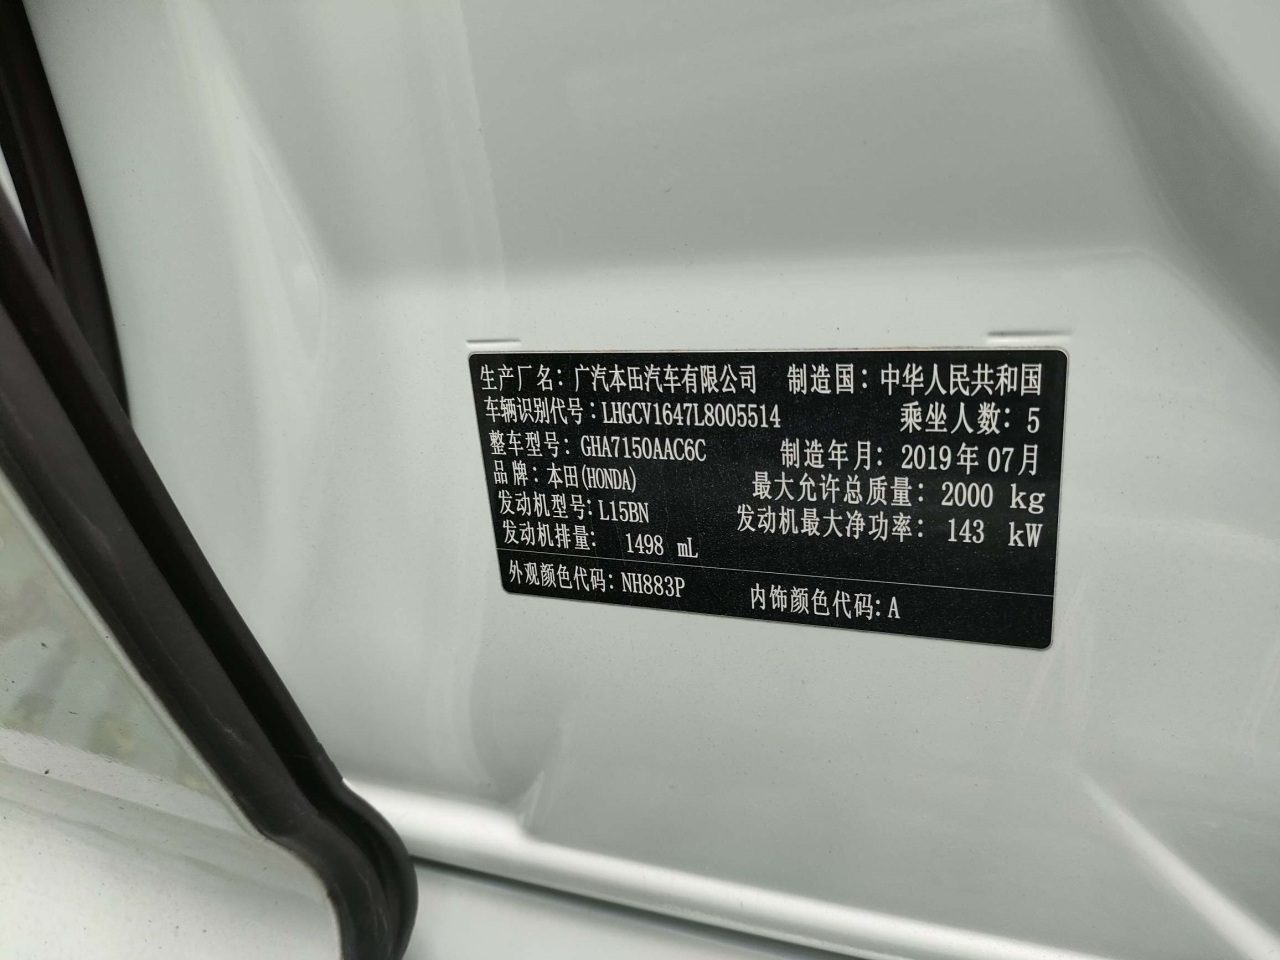 生产厂名：广汽本田汽车有限公司 制造国：中华人民共和国
车辆识别代号：LHGCV1647L8005514 乘坐人数：5
整车型号：GHA7150AAC6C 制造年月：2019年07月
品牌：本田(HONDA) 最大允许总质量：2000 kg
发动机型号：L15BN 发动机最大净功率：143 kW
发动机排量：1498 mL
外观颜色代码：NH883P 内饰颜色代码：A